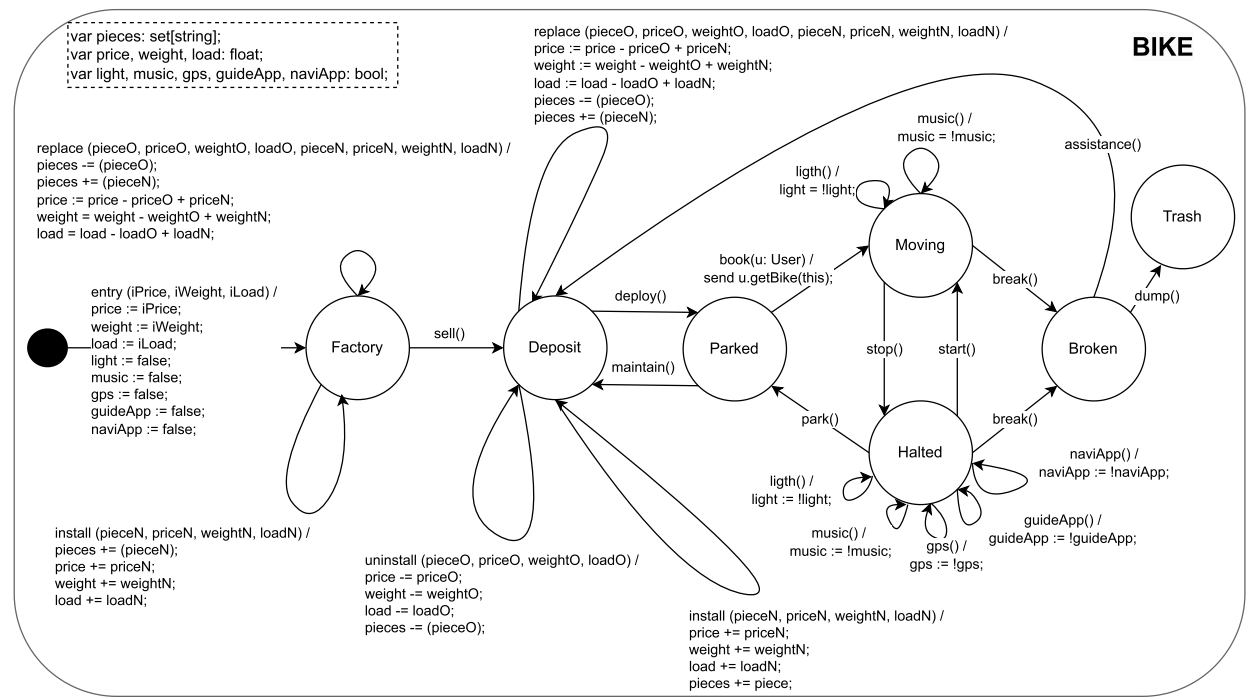 var pieces: set[string];
var price, weight, load: float;
var light, music, gps, guideApp, naviApp: bool;
BIKE
replace (pieceO, priceO, weightO, loadO, pieceN, priceN, weightN, loadN) /
price := price - priceO + priceN;
weight := weight - weightO + weightN;
load := load - loadO + loadN;
pieces -= (pieceO);
pieces += (pieceN);
replace (pieceO, priceO, weightO, loadO, pieceN, priceN, weightN, loadN) /
pieces -= (pieceO);
pieces += (pieceN);
price := price - priceO + priceN;
weight = weight - weightO + weightN;
load = load - loadO + loadN;
music() /
music = !music;
assistance()
ligth() /
light = !light;
Trash
Moving
book(u: User) /
send u.getBike(this);
break()
dump()
entry (iPrice, iWeight, iLoad) /
price := iPrice;
weight := iWeight;
load := iLoad;
light := false;
music := false;
gps := false;
guideApp := false;
naviApp := false;
Factory
sell()
Deposit
deploy()
maintain()
Parked
stop()
start()
Broken
park()
break()
Halted
ligth() /
light := !light;
music() /
music := !music;
gps() /
gps := !gps;
guideApp() /
guideApp := !guideApp;
naviApp() /
naviApp := !naviApp;
install (pieceN, priceN, weightN, loadN) /
pieces += (pieceN);
price += priceN;
weight += weightN;
load += loadN;
uninstall (pieceO, priceO, weightO, loadO) /
price -= priceO;
weight -= weightO;
load -= loadO;
pieces -= (pieceO);
install (pieceN, priceN, weightN, loadN) /
price += priceN;
weight += weightN;
load += loadN;
pieces += piece;